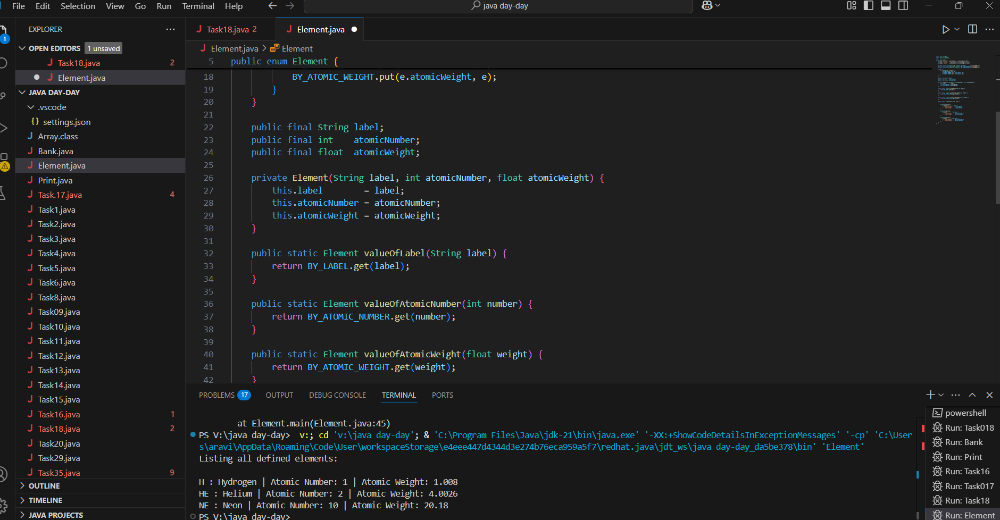 File Edit Selection View Go Run Terminal Help
java day-day
EXPLORER
OPEN EDITORS 1 unsaved
Task18.java 2
Element.java
JAVA DAY-DAY
.vscode
{} settings.json
Array.class
Bank.java
Element.java
Print.java
Task.17.java 4
Task1.java
Task2.java
Task3.java
Task4.java
Task5.java
Task6.java
Task8.java
Task09.java
Task10.java
Task11.java
Task12.java
Task13.java
Task14.java
Task15.java
Task16.java 1
Task18.java 2
Task20.java
Task29.java
Task35.java 9
OUTLINE
TIMELINE
JAVA PROJECTS
1
Task18.java 2
Element.java
Element.java > Element
5 public enum Element {
18 BY_ATOMIC_WEIGHT.put(e.atomicWeight, e);
19 }
20 }
21
22 public final String label;
23 public final int atomicNumber;
24 public final float atomicWeight;
25
26 private Element(String label, int atomicNumber, float atomicWeight) {
27 this.label = label;
28 this.atomicNumber = atomicNumber;
29 this.atomicWeight = atomicWeight;
30 }
31
32 public static Element valueOfLabel(String label) {
33 return BY_LABEL.get(label);
34 }
35
36 public static Element valueOfAtomicNumber(int number) {
37 return BY_ATOMIC_NUMBER.get(number);
38 }
39
40 public static Element valueOfAtomicWeight(float weight) {
41 return BY_ATOMIC_WEIGHT.get(weight);
42 }
PROBLEMS 17 OUTPUT DEBUG CONSOLE TERMINAL PORTS
at Element.main(Element.java:45)
PS V:\java day-day> v:; cd 'v:\java day-day'; & 'C:\Program Files\Java\jdk-21\bin\java.exe' '-XX:+ShowCodeDetailsInExceptionMessages' '-cp' 'C:\User
s\aravi\AppData\Roaming\Code\User\workspaceStorage\e4eee447d4344d3e274b76eca959a5f7\redhat.java\jdt_ws\java day-day_da5be378\bin' 'Element'
Listing all defined elements:
H : Hydrogen | Atomic Number: 1 | Atomic Weight: 1.008
HE : Helium | Atomic Number: 2 | Atomic Weight: 4.0026
NE : Neon | Atomic Number: 10 | Atomic Weight: 20.18
PS V:\java day-day>
powershell
Run: Task018
Run: Bank
Run: Print
Run: Task16
Run: Task017
Run: Task18
Run: Element